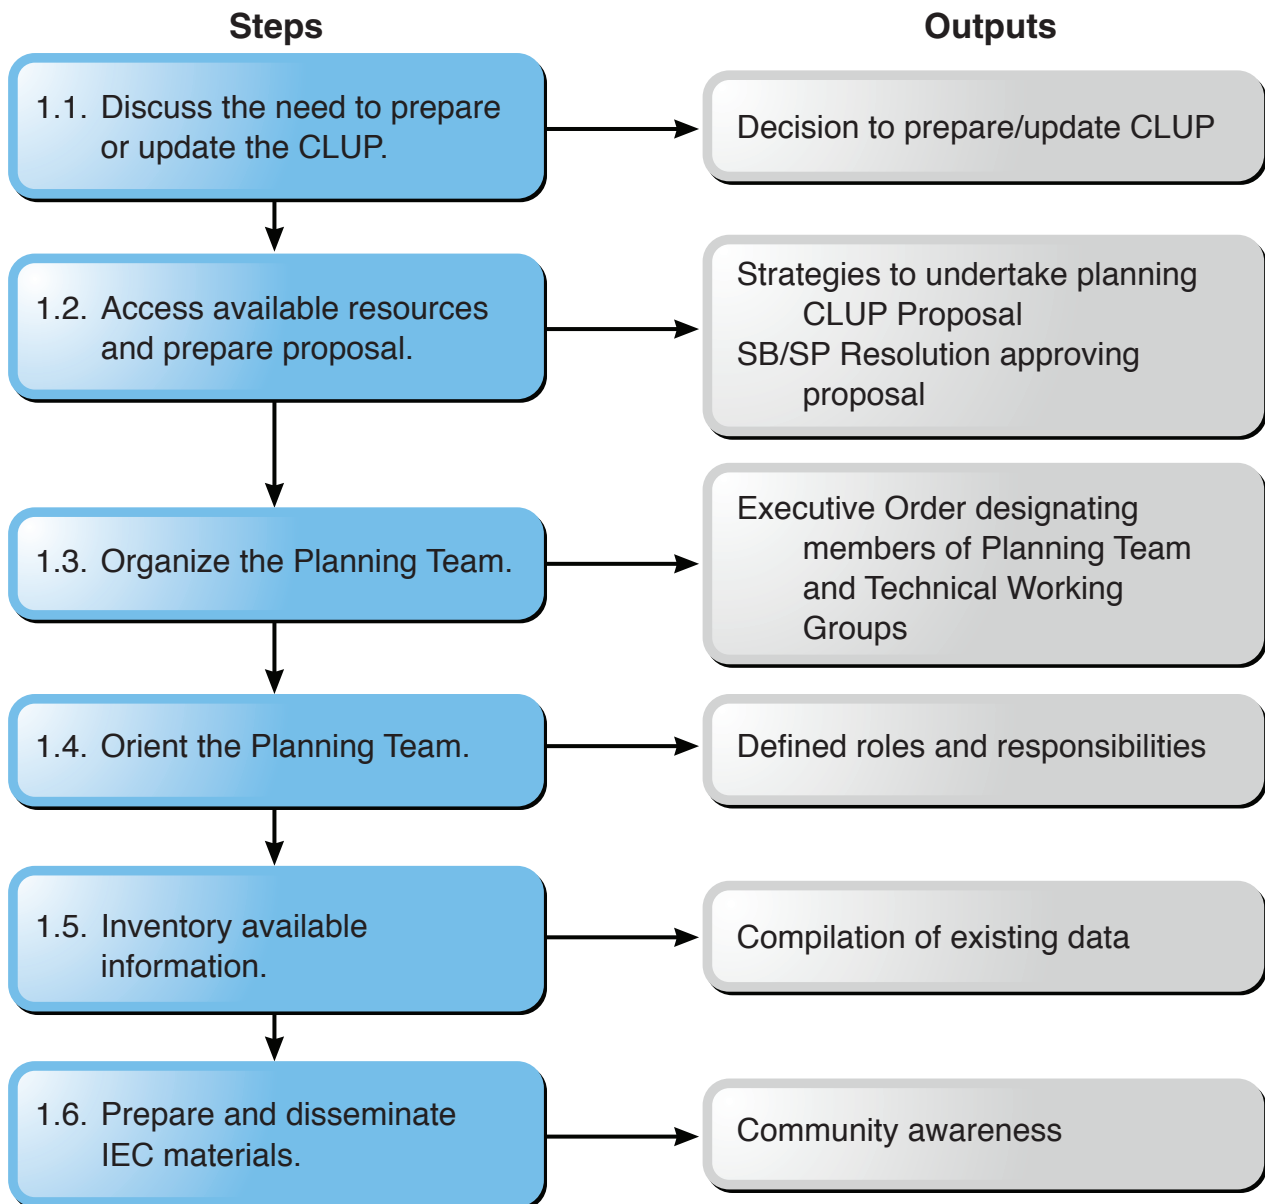 Steps
Outputs
1.1. Discuss the need to prepare
or update the CLUP.
Decision to prepare/update CLUP
1.2. Access available resources
and prepare proposal.
Strategies to undertake planning
CLUP Proposal
SB/SP Resolution approving
proposal
1.3. Organize the Planning Team.
Executive Order designating
members of Planning Team
and Technical Working
Groups
1.4. Orient the Planning Team.
Defined roles and responsibilities
1.5. Inventory available
information.
Compilation of existing data
1.6. Prepare and disseminate
IEC materials.
Community awareness